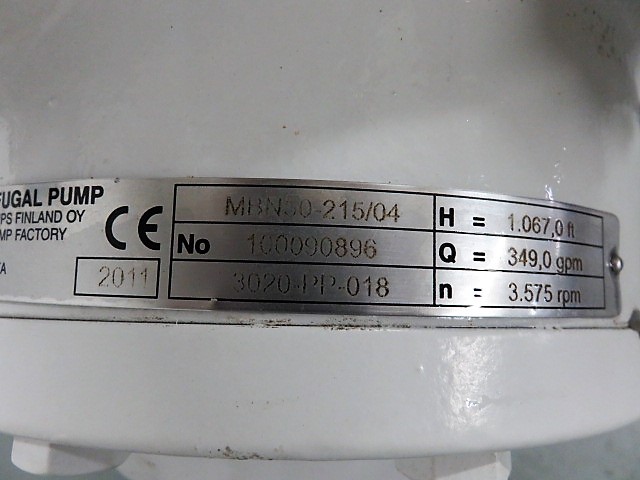 FUGAL PUMP
PS FINLAND OY
MP FACTORY
CE
2011
MBN50-215/04
No 100090896
3020-PP-018
H = 1.067,0 ft
Q = 349,0 gpm
n = 3.575 rpm